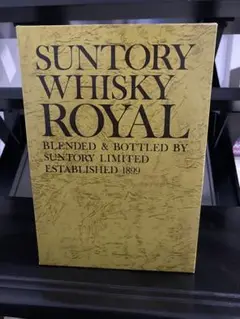 SUNTORY
WHISKY
ROYAL
BLENDED & BOTTLED BY
SUNTORY LIMITED
ESTABLISHED 1899